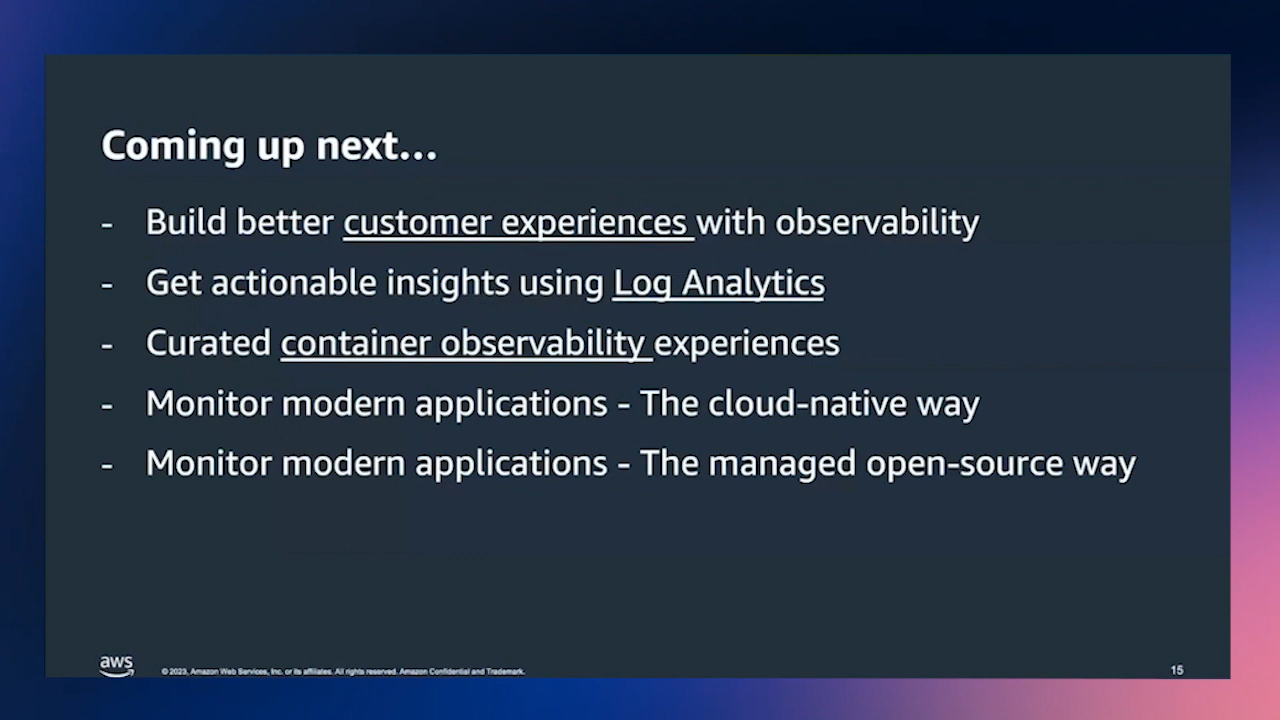 Coming up next...
- Build better customer experiences with observability
- Get actionable insights using Log Analytics
- Curated container observability experiences
- Monitor modern applications - The cloud-native way
- Monitor modern applications - The managed open-source way
aws
© 2023, Amazon Web Services, Inc. or its affiliates. All rights reserved. Amazon Confidential and Trademark.
15